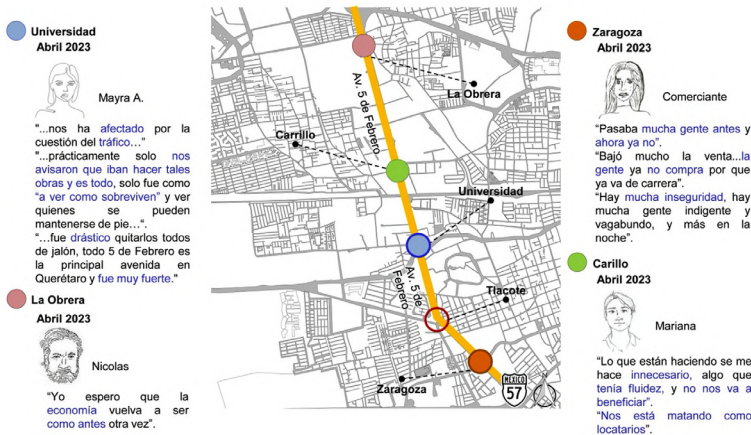 Universidad
Abril 2023
Mayra A.
"...nos ha afectado por la
cuestión del tráfico…"
"...prácticamente solo nos
avisaron que iban hacer tales
obras y es todo, solo fue como
"a ver como sobreviven" y ver
quienes se pueden
mantenerse de pie…".
"...fue drástico quitarlos todos
de jalón, todo 5 de Febrero es
la principal avenida en
Querétaro y fue muy fuerte."
La Obrera
Abril 2023
Nicolas
"Yo espero que la
economía vuelva a ser
como antes otra vez".
Av. 5 de Febrero
La Obrera
Carrillo
Universidad
Av. 5 de
Febrero
Tlacote
Zaragoza
MEXICO
57
Zaragoza
Abril 2023
Comerciante
"Pasaba mucha gente antes y
ahora ya no".
"Bajó mucho la venta...la
gente ya no compra por que
ya va de carrera".
"Hay mucha inseguridad, hay
mucha gente indigente y
vagabundo, y más en la
noche".
Carillo
Abril 2023
Mariana
"Lo que están haciendo se me
hace innecesario, algo que
tenía fluidez, y no nos va a
beneficiar".
"Nos está matando como
locatarios".